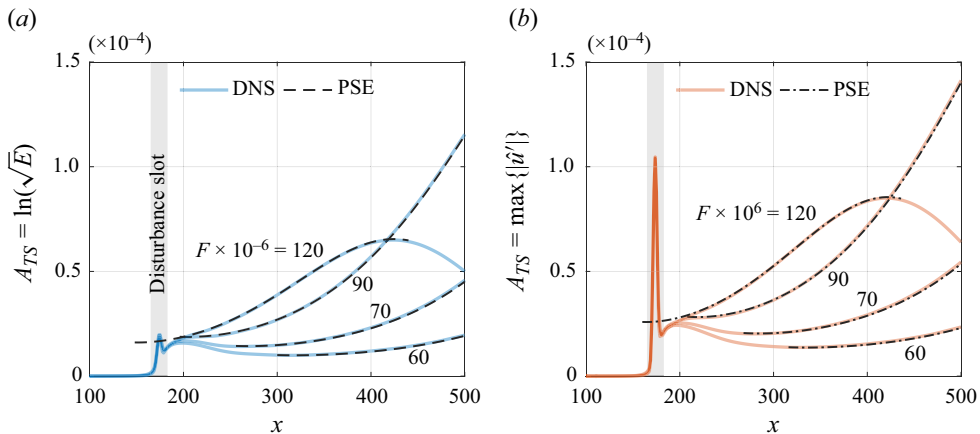 (a)
(×10⁻⁴)
1.5
1.0
0.5
0
A_TS = ln(√E)
Disturbance slot
DNS PSE
F × 10⁻⁶ = 120
90
70
60
100 200 300 400 500
x
(b)
(×10⁻⁴)
1.5
1.0
0.5
0
A_TS = max{|û′|}
DNS PSE
F × 10⁶ = 120
90
70
60
100 200 300 400 500
x